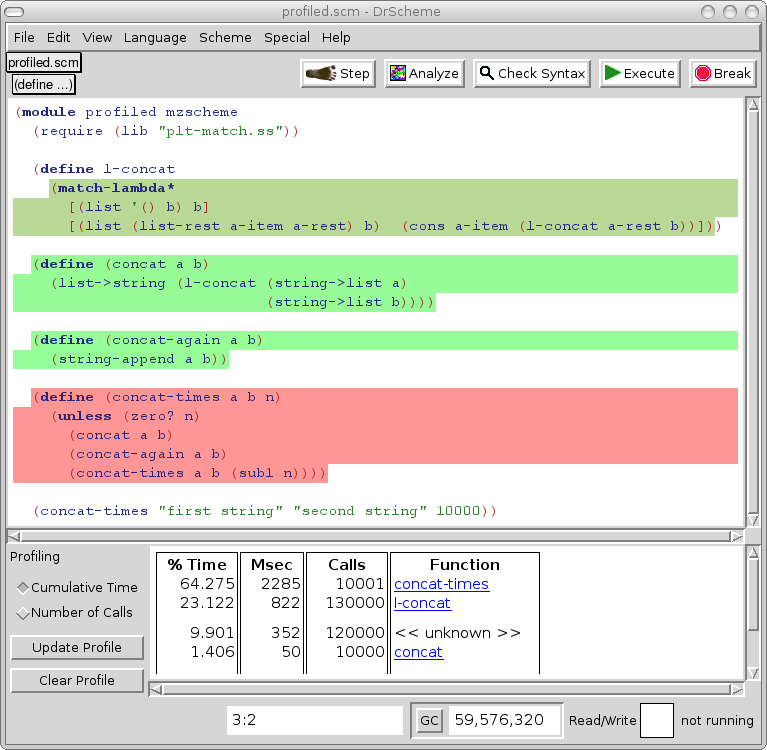 profiled.scm - DrScheme
File Edit View Language Scheme Special Help
profiled.scm
(define ...)
Step Analyze Check Syntax Execute Break
(module profiled mzscheme
(require (lib "plt-match.ss"))
(define l-concat
(match-lambda*
[(list '() b) b]
[(list (list-rest a-item a-rest) b) (cons a-item (l-concat a-rest b))]))
(define (concat a b)
(list->string (l-concat (string->list a)
(string->list b))))
(define (concat-again a b)
(string-append a b))
(define (concat-times a b n)
(unless (zero? n)
(concat a b)
(concat-again a b)
(concat-times a b (sub1 n))))
(concat-times "first string" "second string" 10000))
Profiling
Cumulative Time
Number of Calls
Update Profile
Clear Profile
% Time Msec Calls Function
64.275 2285 10001 concat-times
23.122 822 130000 l-concat
9.901 352 120000 << unknown >>
1.406 50 10000 concat
3:2 GC 59,576,320 Read/Write not running